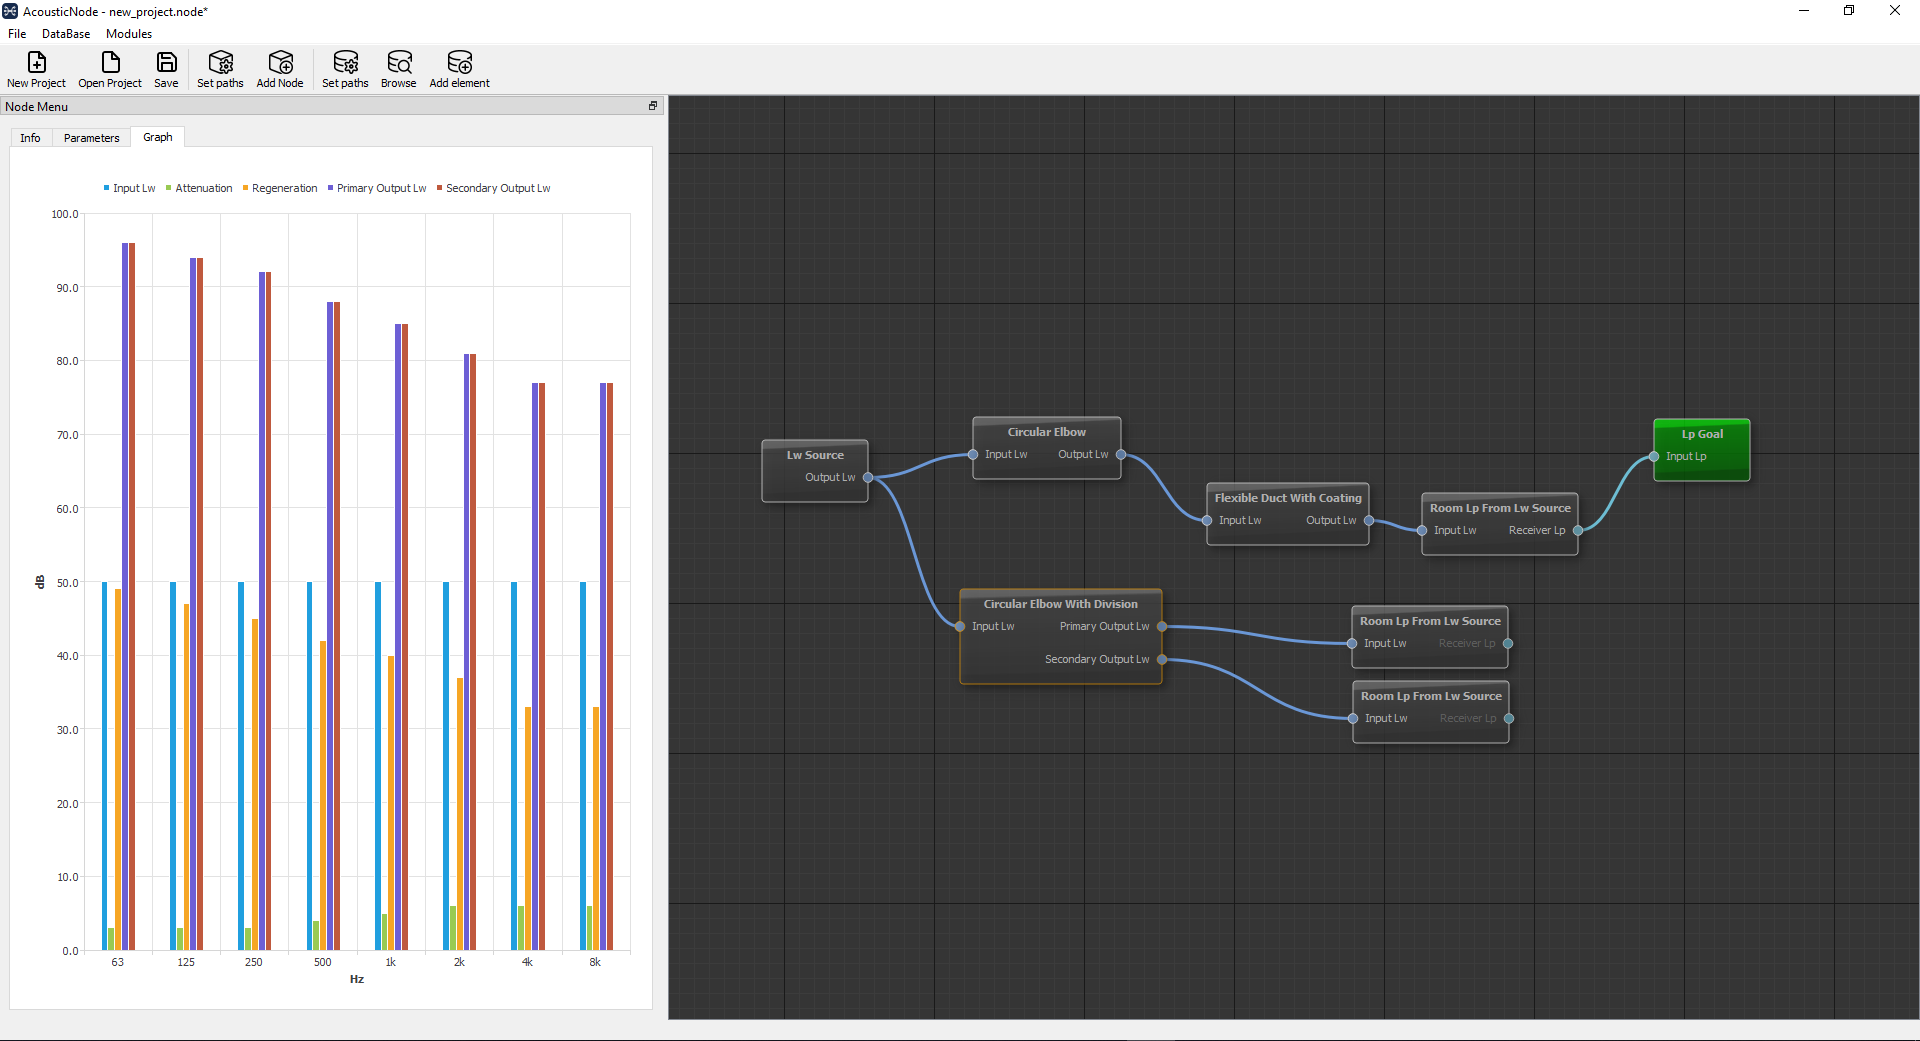 AcousticNode - new_project.node*
File DataBase Modules
New Project Open Project Save Set paths Add Node Set paths Browse Add element
Node Menu
Info Parameters Graph
Input Lw Attenuation Regeneration Primary Output Lw Secondary Output Lw
100.0
90.0
80.0
70.0
60.0
50.0
40.0
30.0
20.0
10.0
0.0
dB
63 125 250 500 1k 2k 4k 8k
Hz
Lw Source
Output Lw
Circular Elbow
Input Lw Output Lw
Flexible Duct With Coating
Input Lw Output Lw
Room Lp From Lw Source
Input Lw Receiver Lp
Lp Goal
Input Lp
Circular Elbow With Division
Input Lw Primary Output Lw
Secondary Output Lw
Room Lp From Lw Source
Input Lw Receiver Lp
Room Lp From Lw Source
Input Lw Receiver Lp